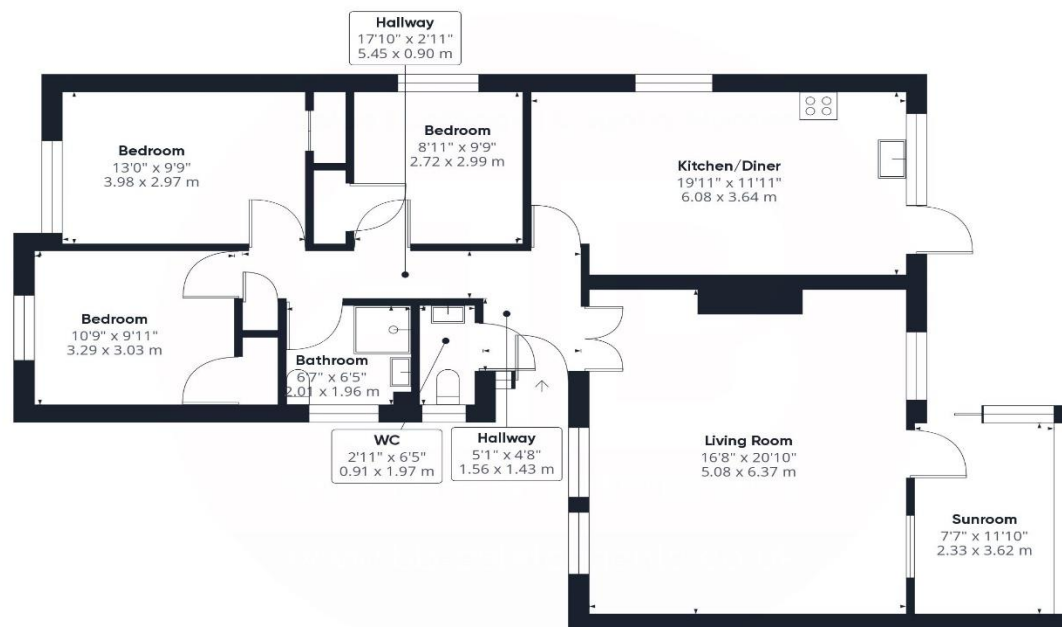 Hallway
17'10" x 2'11"
5.45 x 0.90 m
Bedroom
13'0" x 9'9"
3.98 x 2.97 m
Bedroom
8'11" x 9'9"
2.72 x 2.99 m
Kitchen/Diner
19'11" x 11'11"
6.08 x 3.64 m
Bedroom
10'9" x 9'11"
3.29 x 3.03 m
Bathroom
6'7" x 6'5"
2.01 x 1.96 m
WC
2'11" x 6'5"
0.91 x 1.97 m
Hallway
5'1" x 4'8"
1.56 x 1.43 m
Living Room
16'8" x 20'10"
5.08 x 6.37 m
Sunroom
7'7" x 11'10"
2.33 x 3.62 m